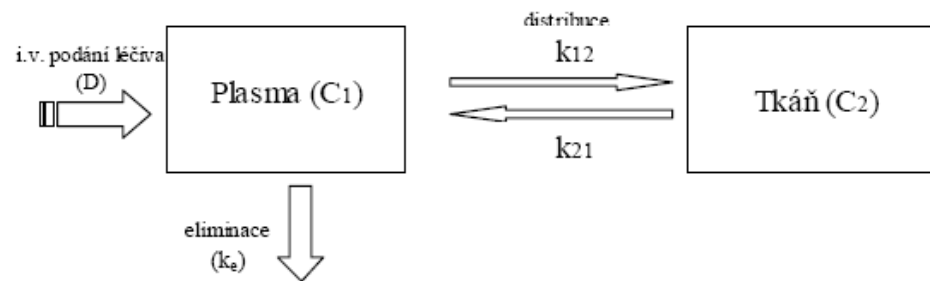 distribuce
i.v. podání léčiva
(D)
Plasma (C1)
k12
k21
Tkáň (C2)
eliminace
(ke)